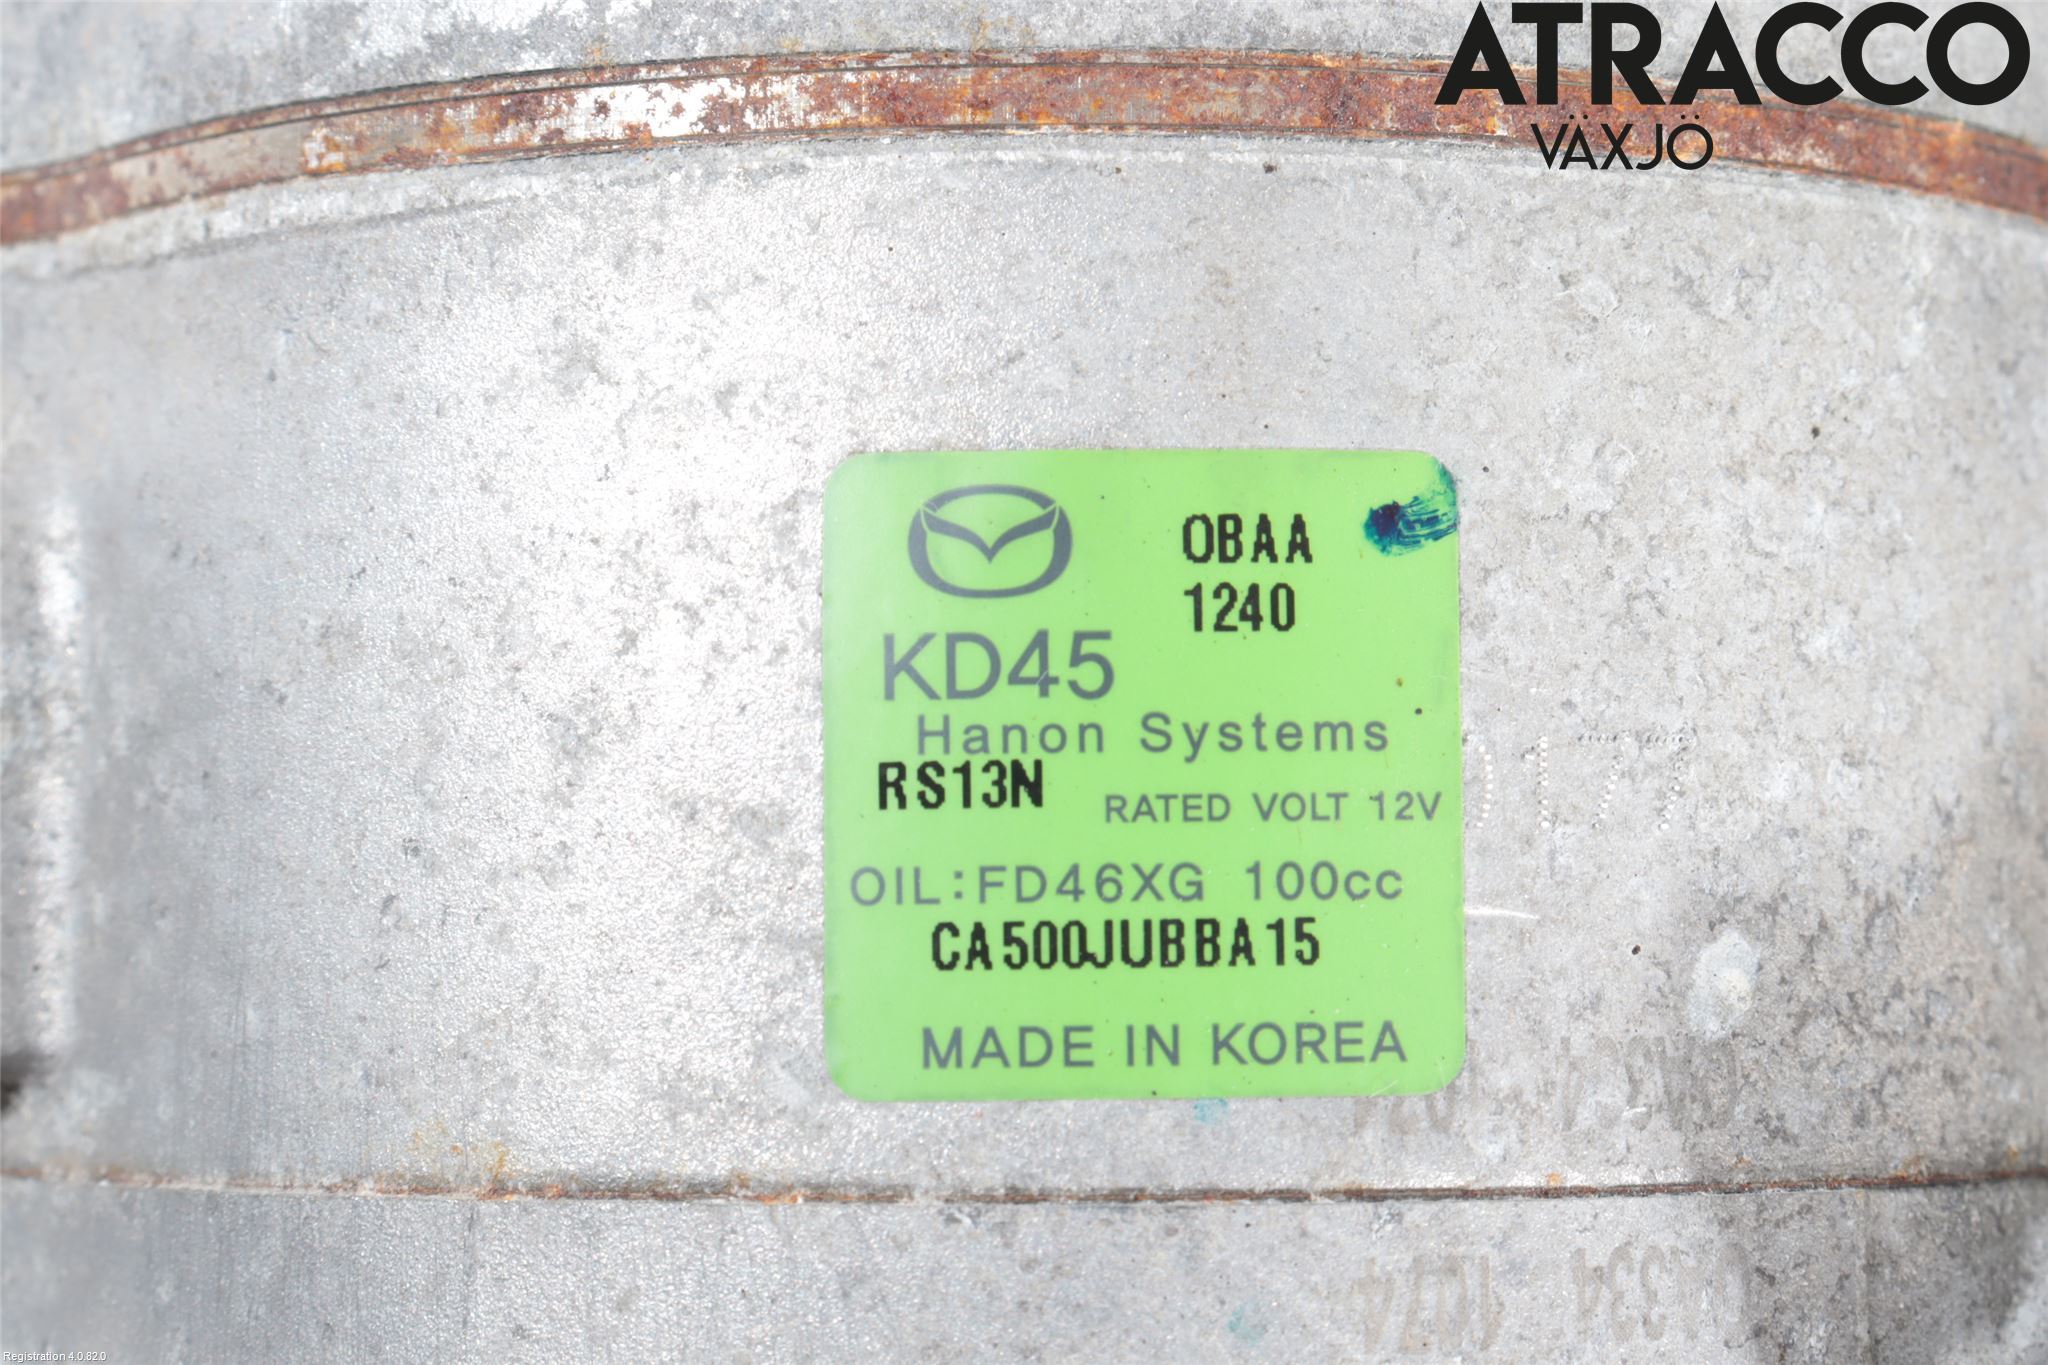 ATRACCO
VÄXJÖ
OBAA
1240
KD45
Hanon Systems
RS13N
RATED VOLT 12V
OIL:FD46XG 100cc
CA500JUBBA15
MADE IN KOREA
Registration 4.0.82.0